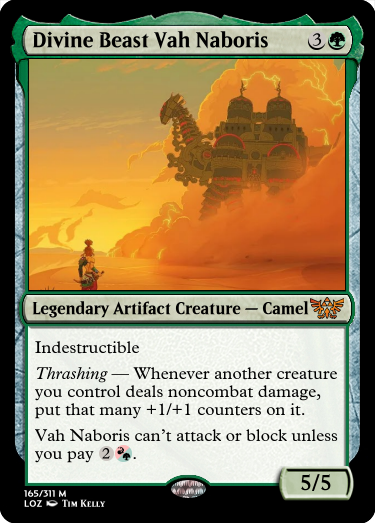 Divine Beast Vah Naboris 3
Legendary Artifact Creature — Camel
Indestructible
Thrashing — Whenever another creature
you control deals noncombat damage,
put that many +1/+1 counters on it.
Vah Naboris can't attack or block unless
you pay 2 .
5/5
165/311 M
LOZ Tim Kelly